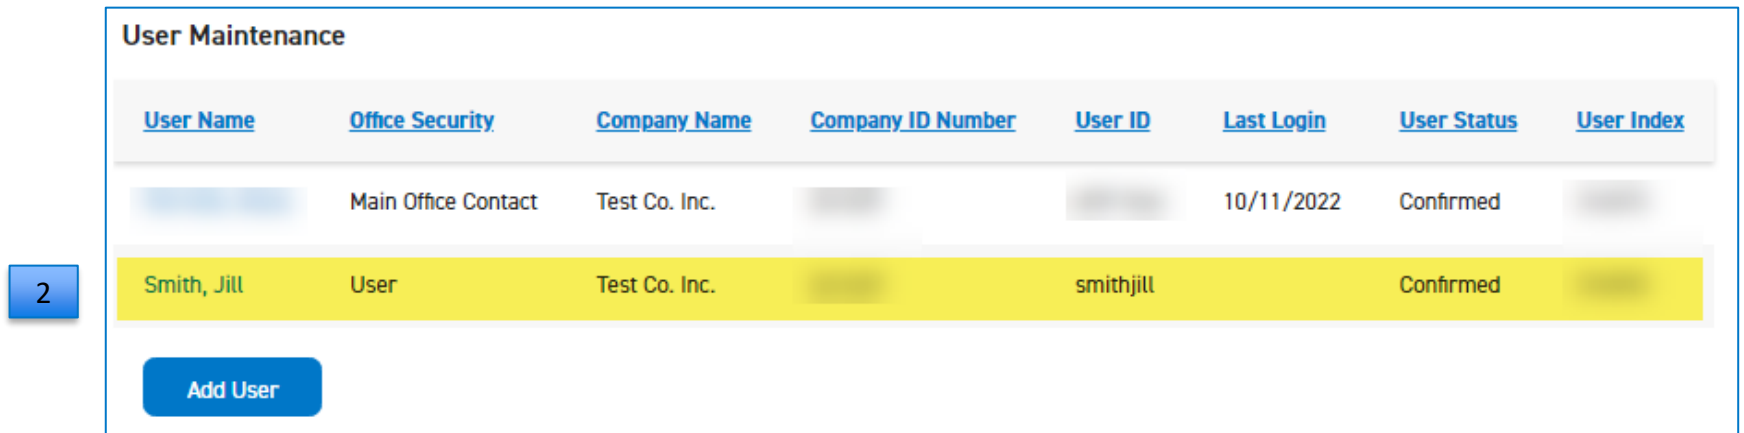 User Maintenance
User Name Office Security Company Name Company ID Number User ID Last Login User Status User Index
Main Office Contact Test Co. Inc. 10/11/2022 Confirmed
2 Smith, Jill User Test Co. Inc. smithjill Confirmed
Add User